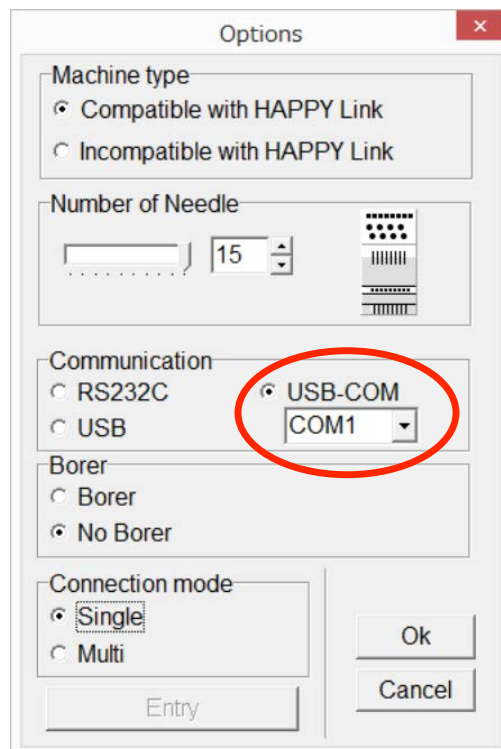 Options
Machine type
Compatible with HAPPY Link
Incompatible with HAPPY Link
Number of Needle
15
Communication
RS232C
USB-COM
USB
COM1
Borer
Borer
No Borer
Connection mode
Single
Multi
Ok
Cancel
Entry